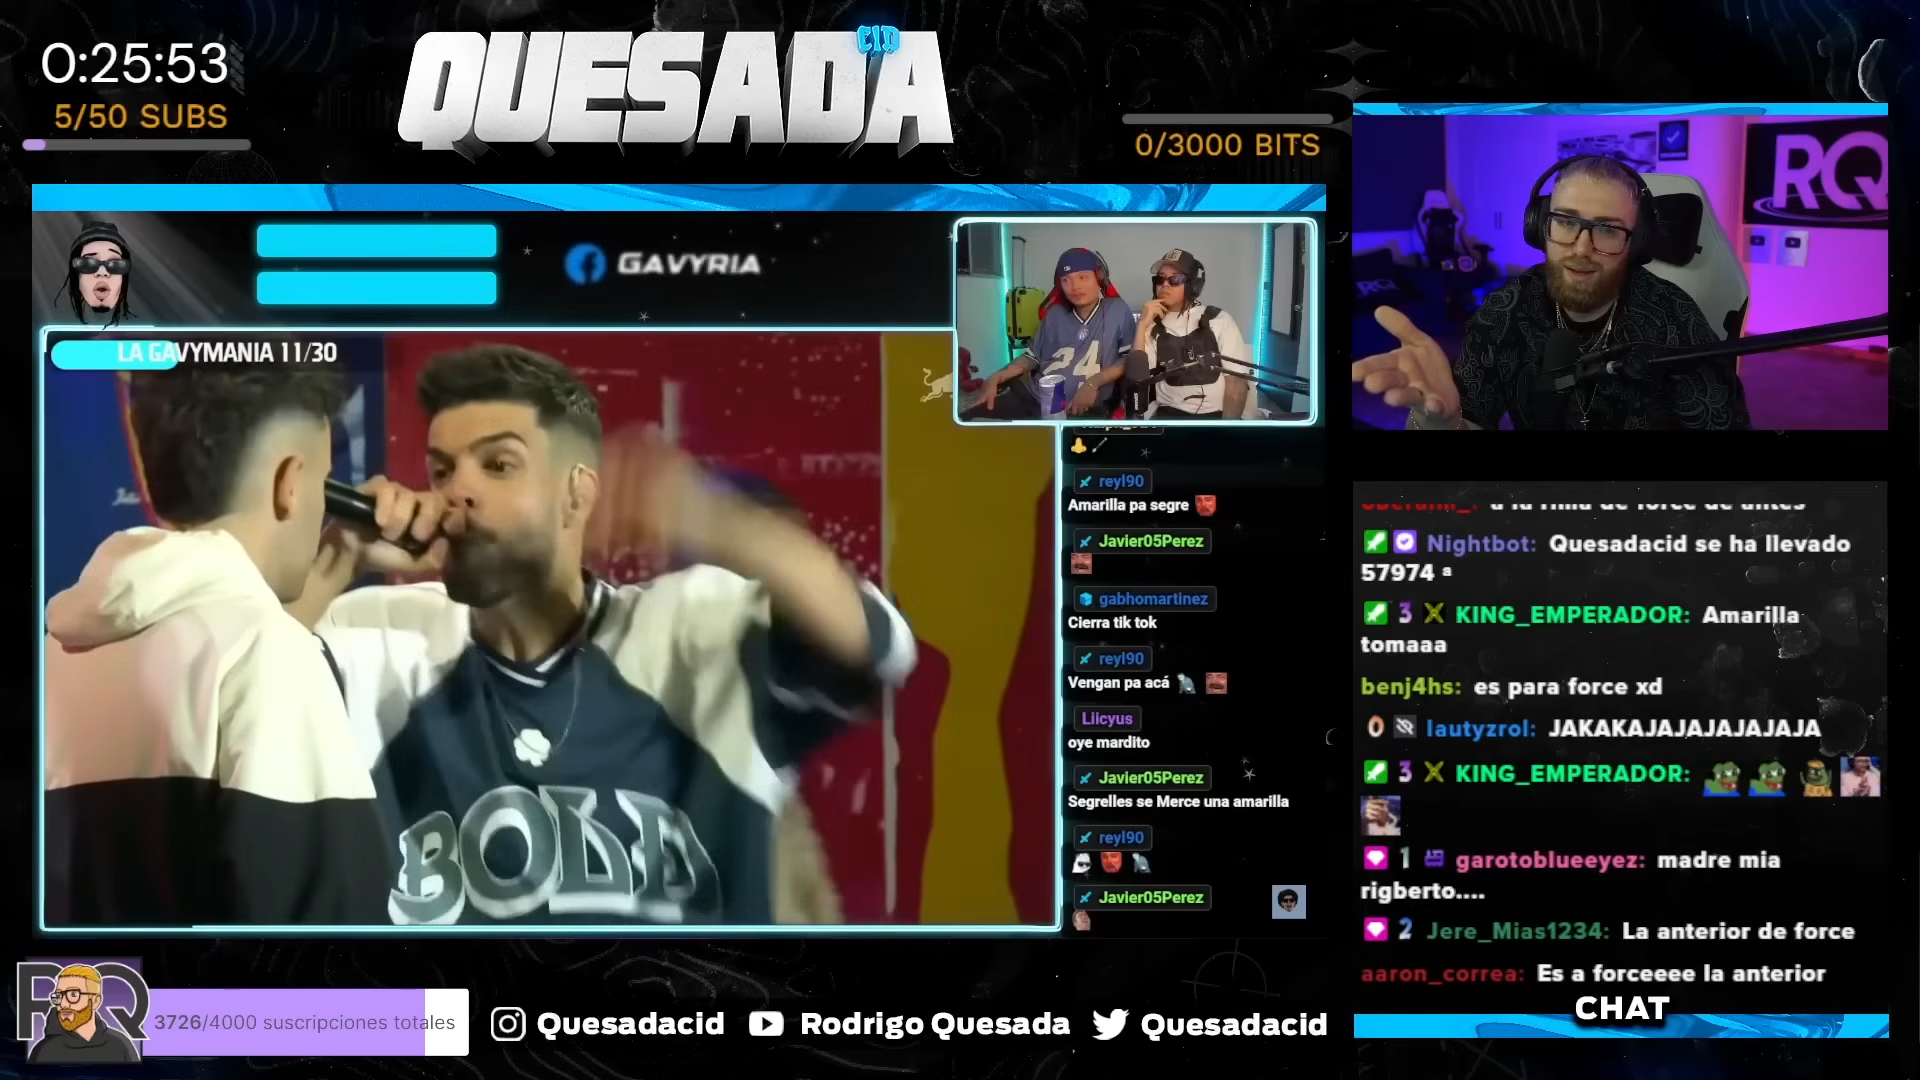 0:25:53
5/50 SUBS
QUESADA
CID
0/3000 BITS
RQ
GAVYRIA
LA GAVYMANIA 11/30
24
BOLD
reyl90
Amarilla pa segre
Javier05Perez
gabhomartinez
Cierra tik tok
reyl90
Vengan pa acá
Liicyus
oye mardito
Javier05Perez
Segrelles se Merce una amarilla
reyl90
Javier05Perez
Nightbot: Quesadacid se ha llevado
57974 ª
3 KING_EMPERADOR: Amarilla
tomaaa
benj4hs: es para force xd
lautyzrol: JAKAKAJAJAJAJAJAJA
3 KING_EMPERADOR:
1 garotoblueeyez: madre mia
rigberto....
2 Jere_Mias1234: La anterior de force
aaron_correa: Es a forceeee la anterior
CHAT
RQ
3726/4000 suscripciones totales
Quesadacid
Rodrigo Quesada
Quesadacid